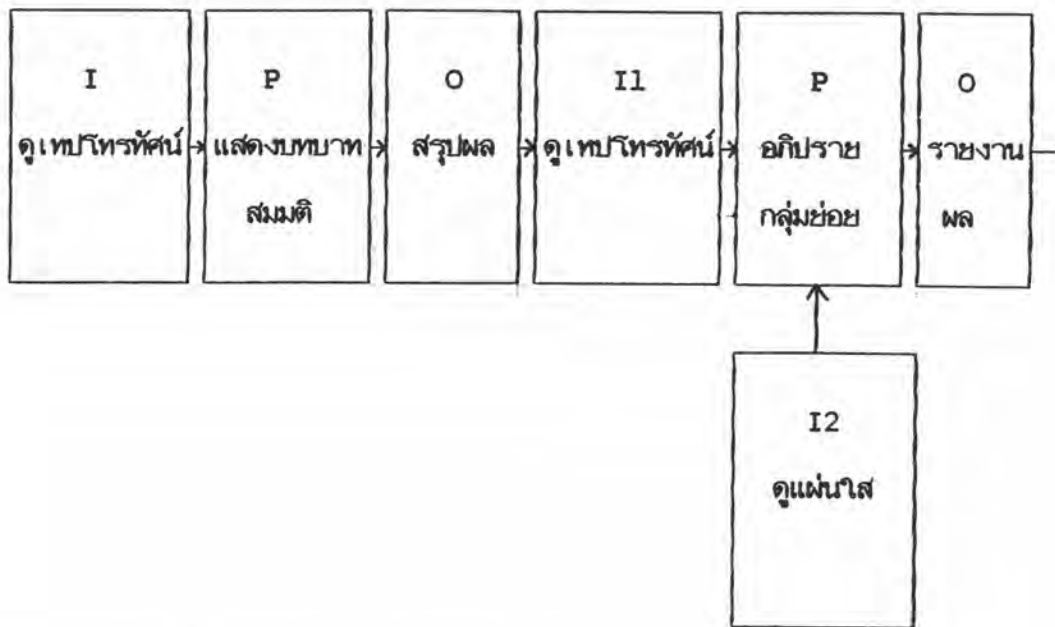 I
ดูเทปโทรทัศน์
P
แสดงบทบาท
สมมติ
O
สรุปผล
I1
ดูเทปโทรทัศน์
P
อภิปราย
กลุ่มย่อย
O
รายงาน
ผล
I2
ดูแผ่นใส